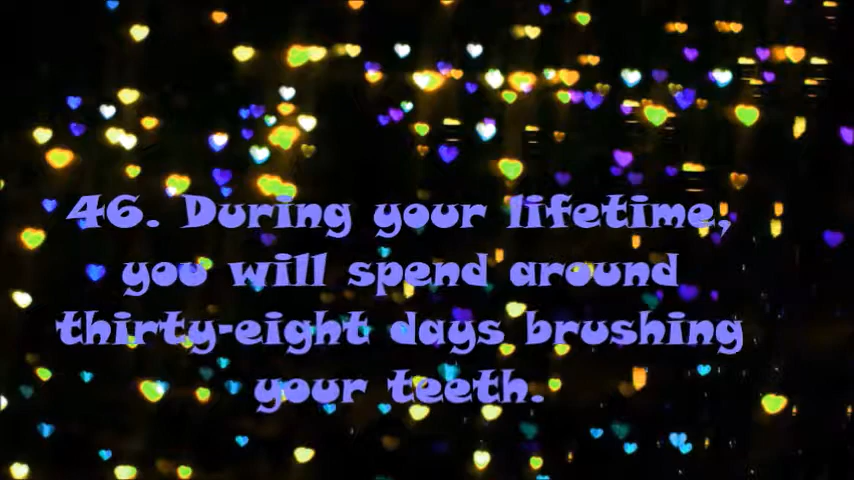 46. During your lifetime,
you will spend around
thirty-eight days brushing
your teeth.